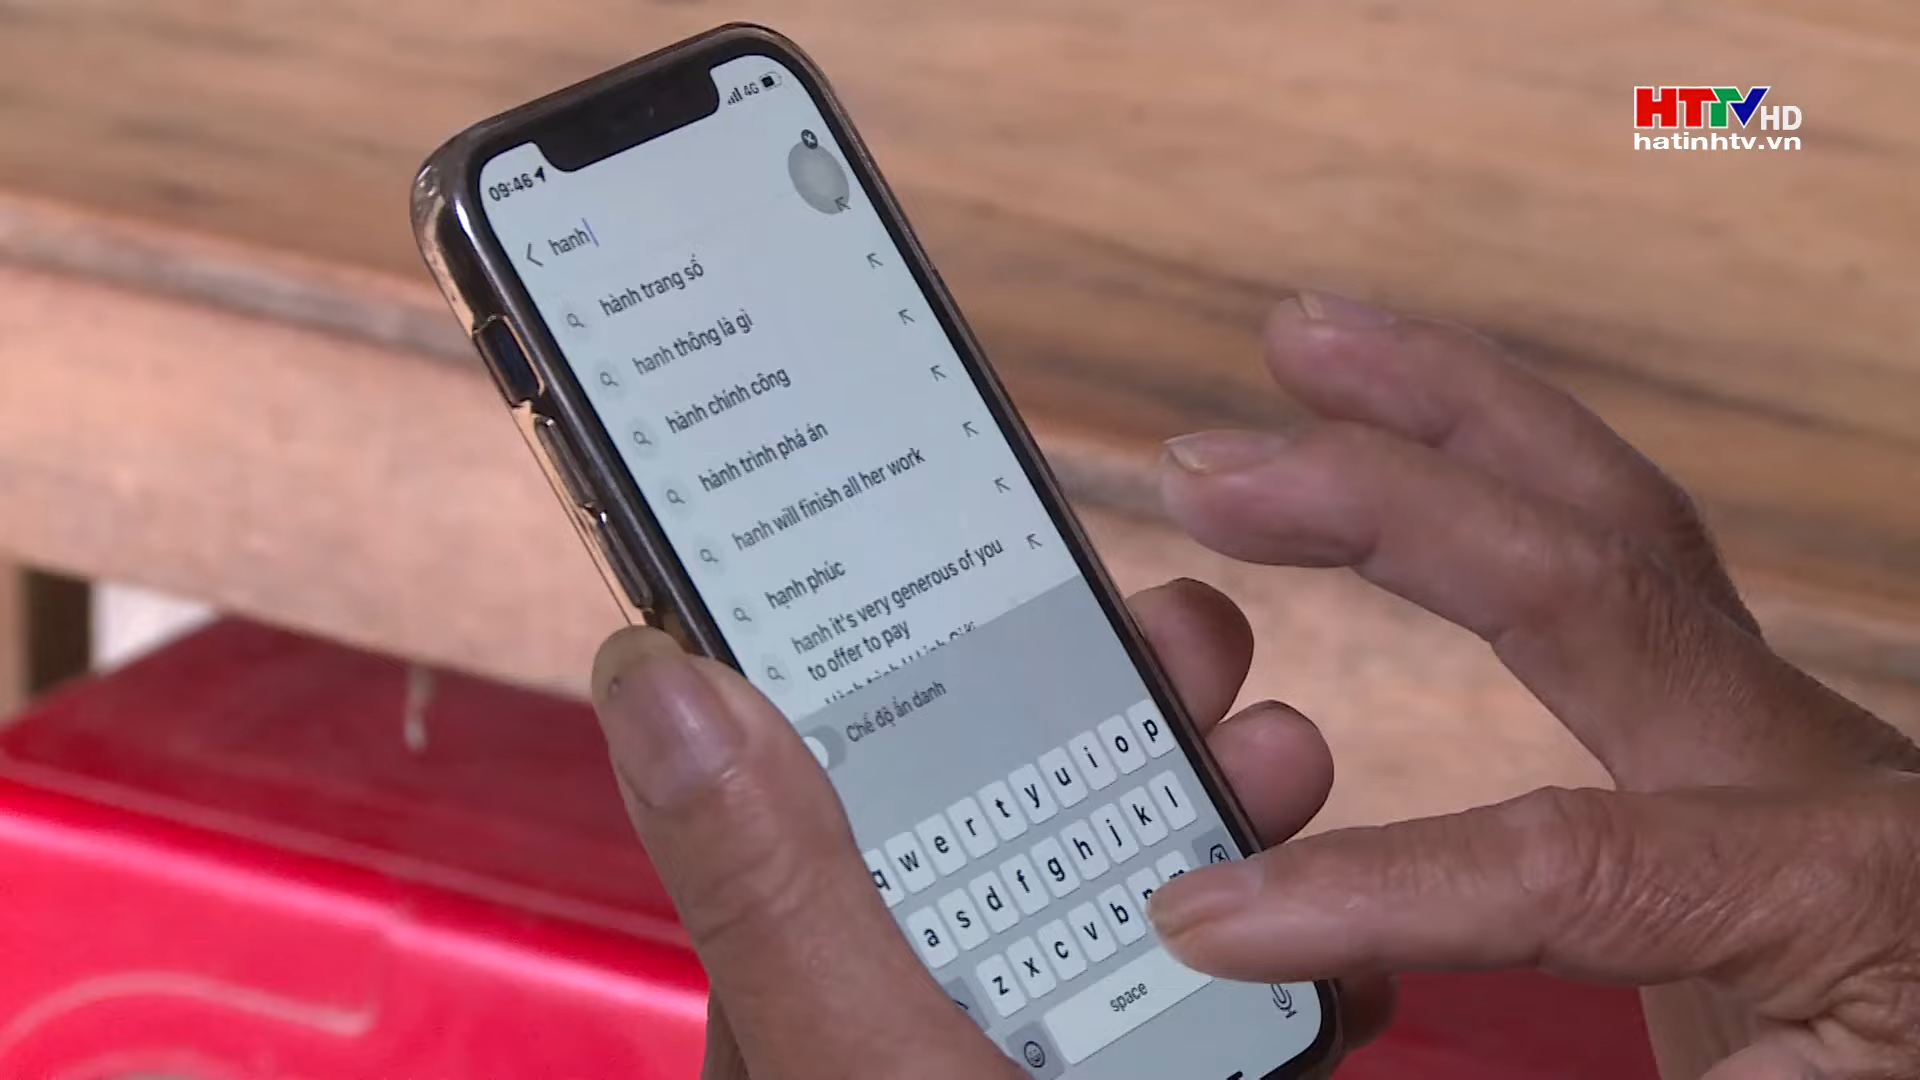 HTTV HD
hatinhtv.vn
09:46
4G
hanh
hành trang số
hanh thông là gì
hành chính công
hành trình phá án
hanh will finish all her work
hạnh phúc
hanh it's very generous of you
to offer to pay
Chế độ ẩn danh
q w e r t y u i o p
a s d f g h j k l
z x c v b n m
space